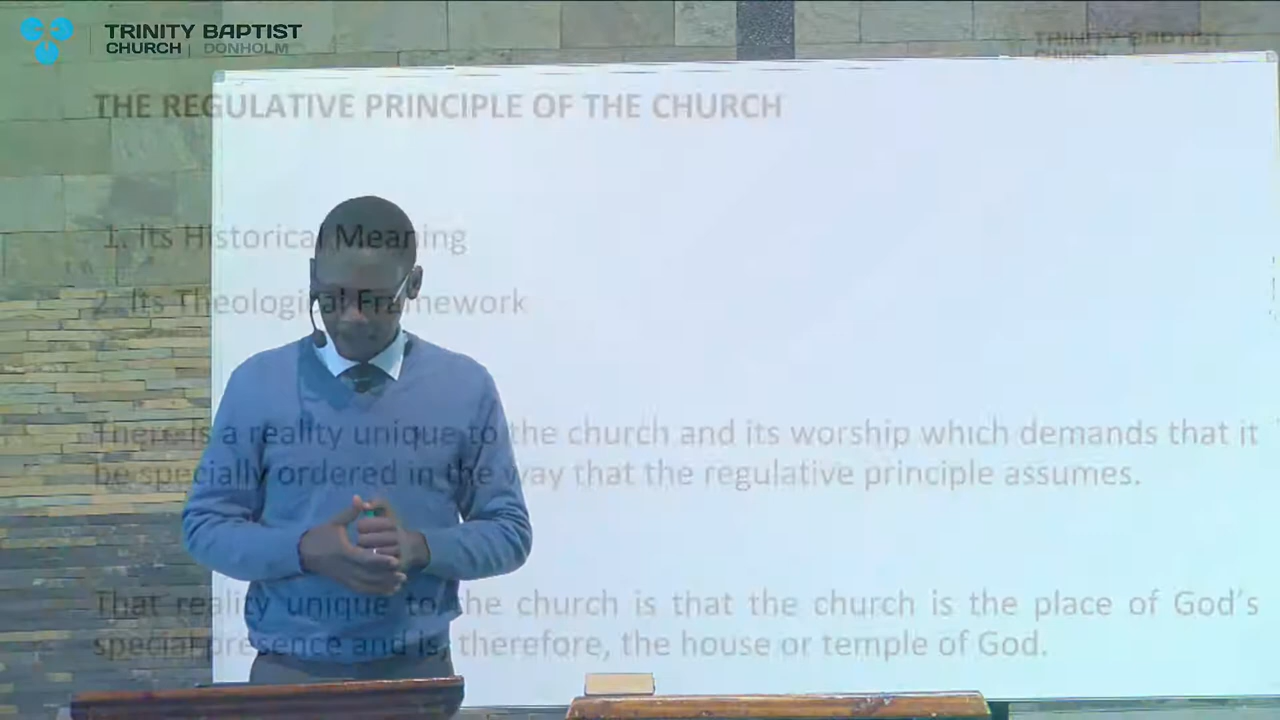 TRINITY BAPTIST
CHURCH | DONHOLM
TRINITY BAPTIST
CHURCH
THE REGULATIVE PRINCIPLE OF THE CHURCH
1. Its Historical Meaning
2. Its Theological Framework
There is a reality unique to the church and its worship which demands that it
be specially ordered in the way that the regulative principle assumes.
That reality unique to the church is that the church is the place of God's
special presence and is, therefore, the house or temple of God.